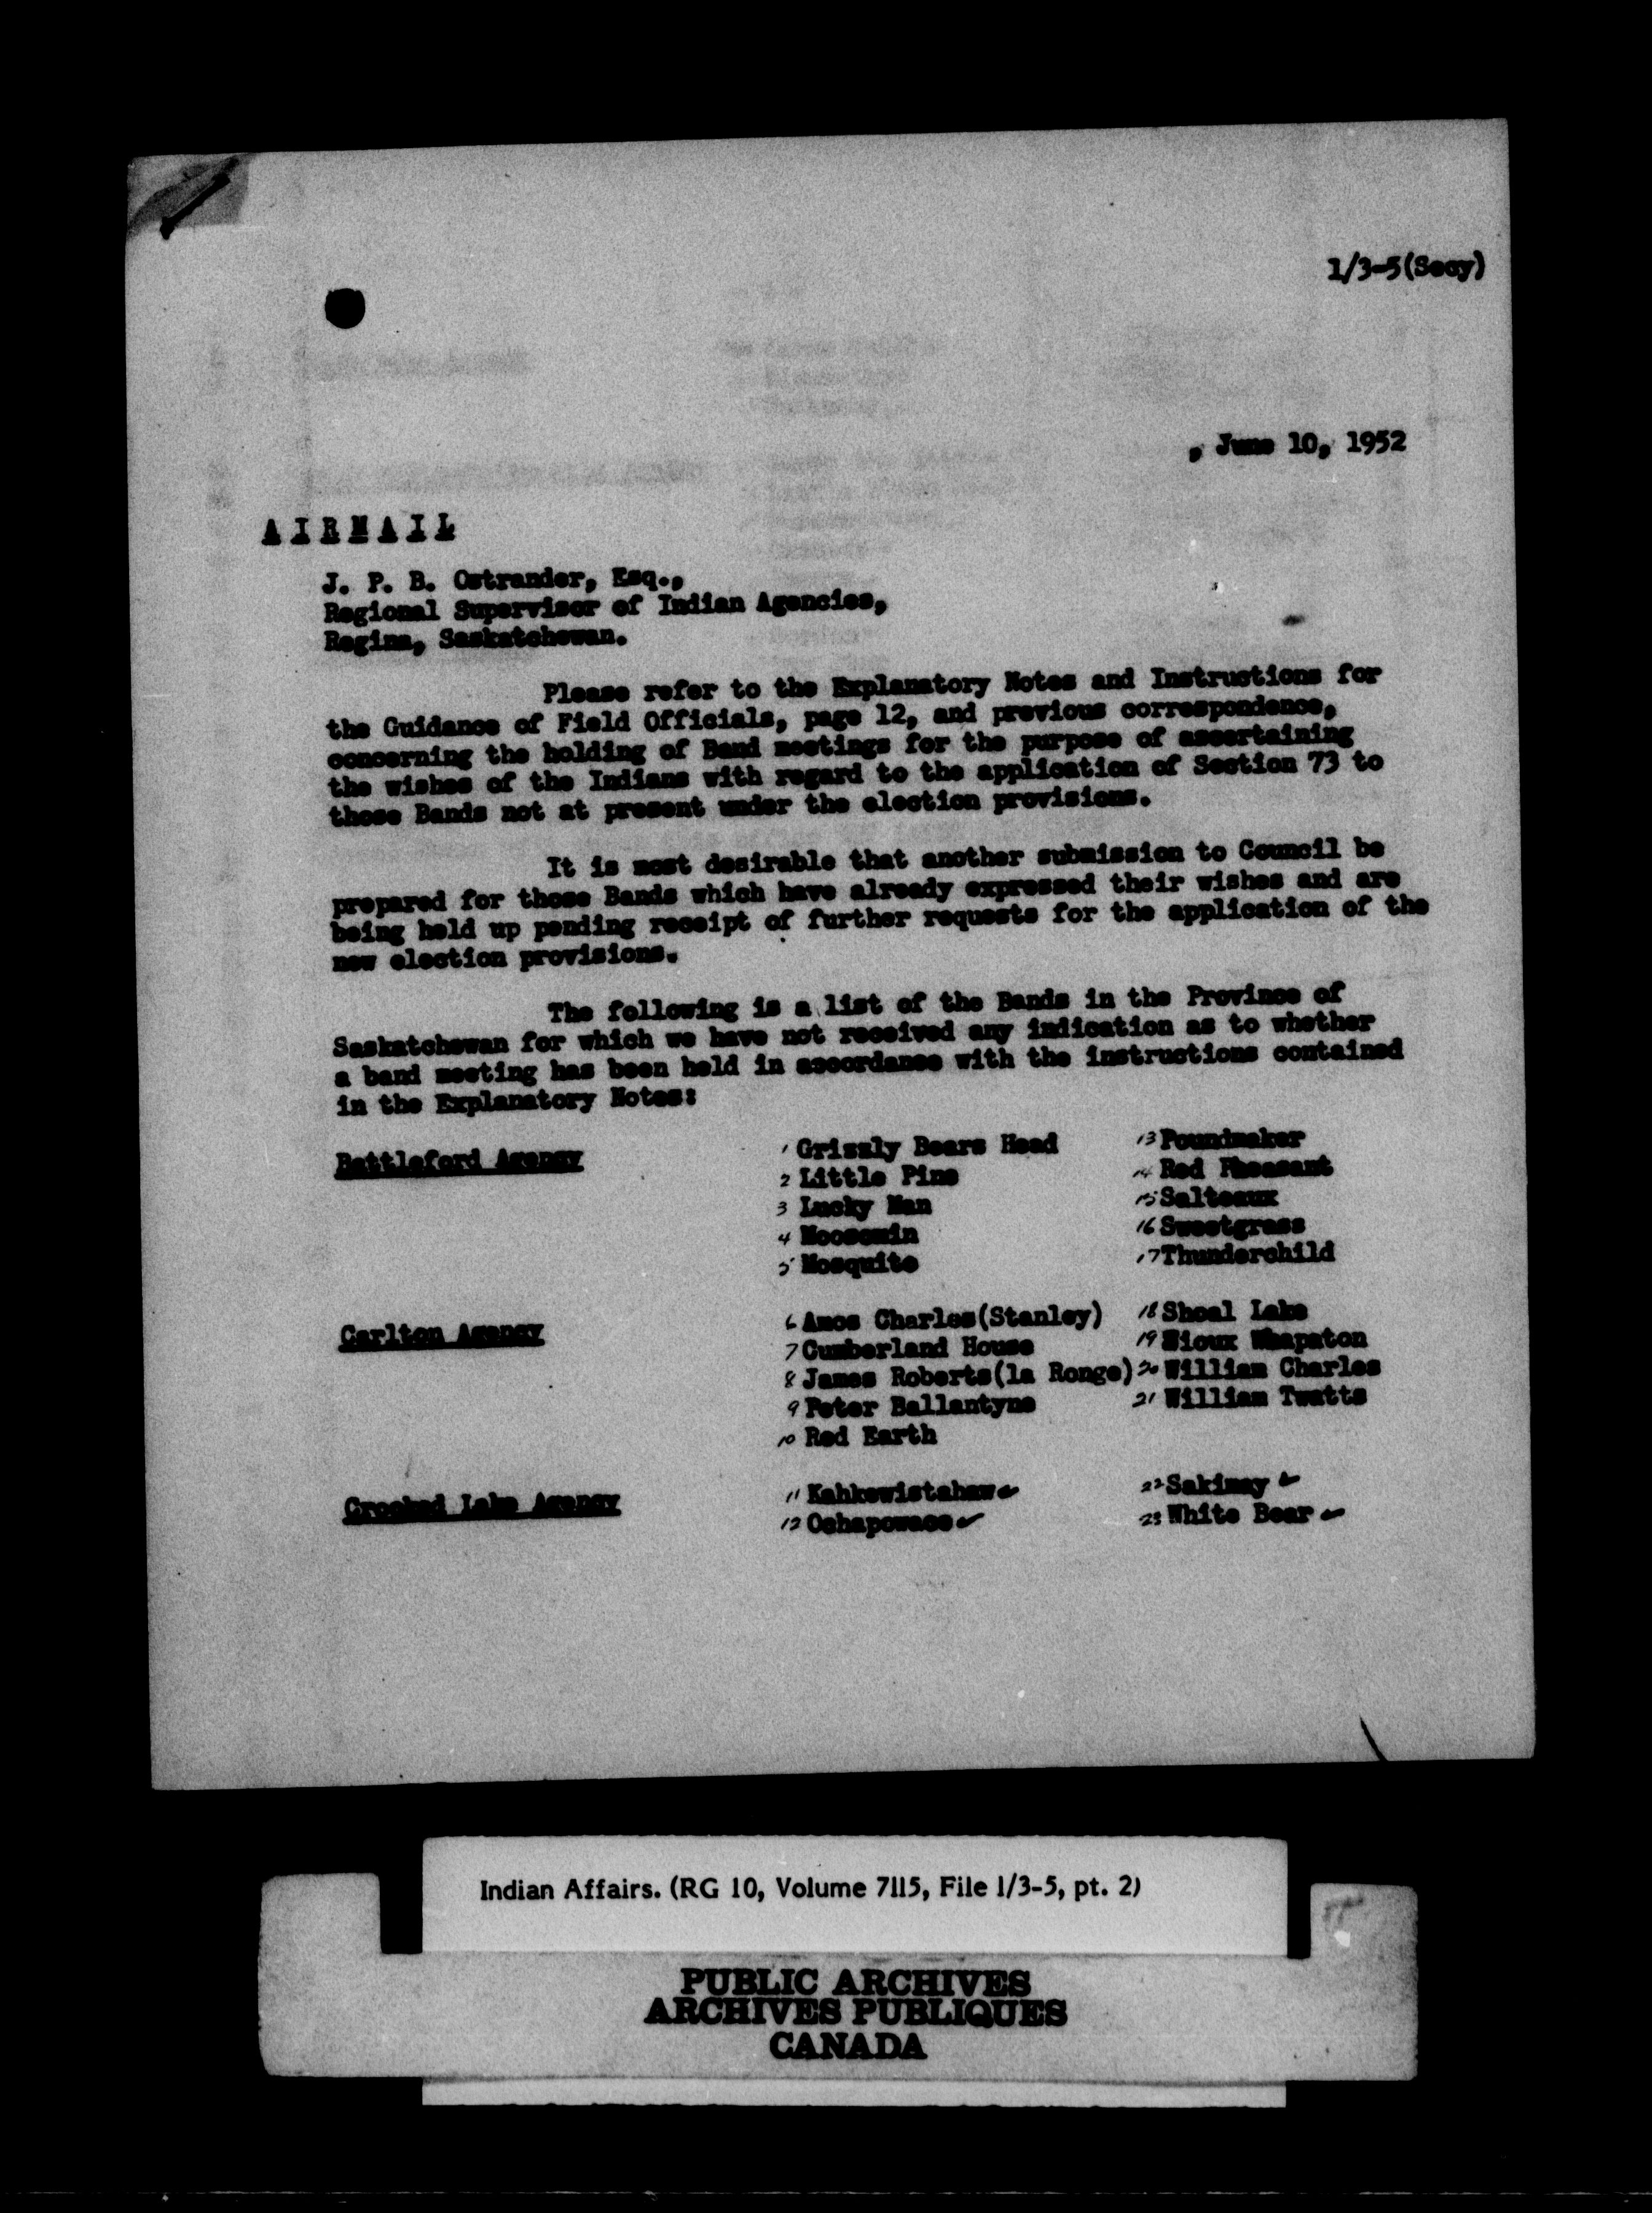 1/3-5(Secy)
, June 10, 1952
AIRMAIL
J. P. B. Ostrander, Esq.,
Regional Supervisor of Indian Agencies,
Regina, Saskatchewan.
Please refer to the Explanatory Notes and Instructions for
the Guidance of Field Officials, page 12, and previous correspondence,
concerning the holding of Band meetings for the purpose of ascertaining
the wishes of the Indians with regard to the application of Section 73 to
those Bands not at present under the election provisions.
It is most desirable that another submission to Council be
prepared for those Bands which have already expressed their wishes and are
being held up pending receipt of further requests for the application of the
new election provisions.
The following is a list of the Bands in the Province of
Saskatchewan for which we have not received any indication as to whether
a band meeting has been held in accordance with the instructions contained
in the Explanatory Notes:
Battleford Agency
1 Grizzly Bears Head
2 Little Pine
3 Lucky Man
4 Moosomin
5 Mosquito
13 Poundmaker
14 Red Pheasant
15 Salteaux
16 Sweetgrass
17 Thunderchild
Carlton Agency
6 Amos Charles(Stanley)
7 Cumberland House
8 James Roberts(la Ronge)
9 Peter Ballantyne
10 Red Earth
18 Shoal Lake
19 Sioux Whapaton
20 William Charles
21 William Twatts
Crooked Lake Agency
11 Kahkewistahaw ✓
12 Ochapowace ✓
22 Sakimay ✓
23 White Bear ✓
Indian Affairs. (RG 10, Volume 7115, File 1/3-5, pt. 2)
PUBLIC ARCHIVES
ARCHIVES PUBLIQUES
CANADA